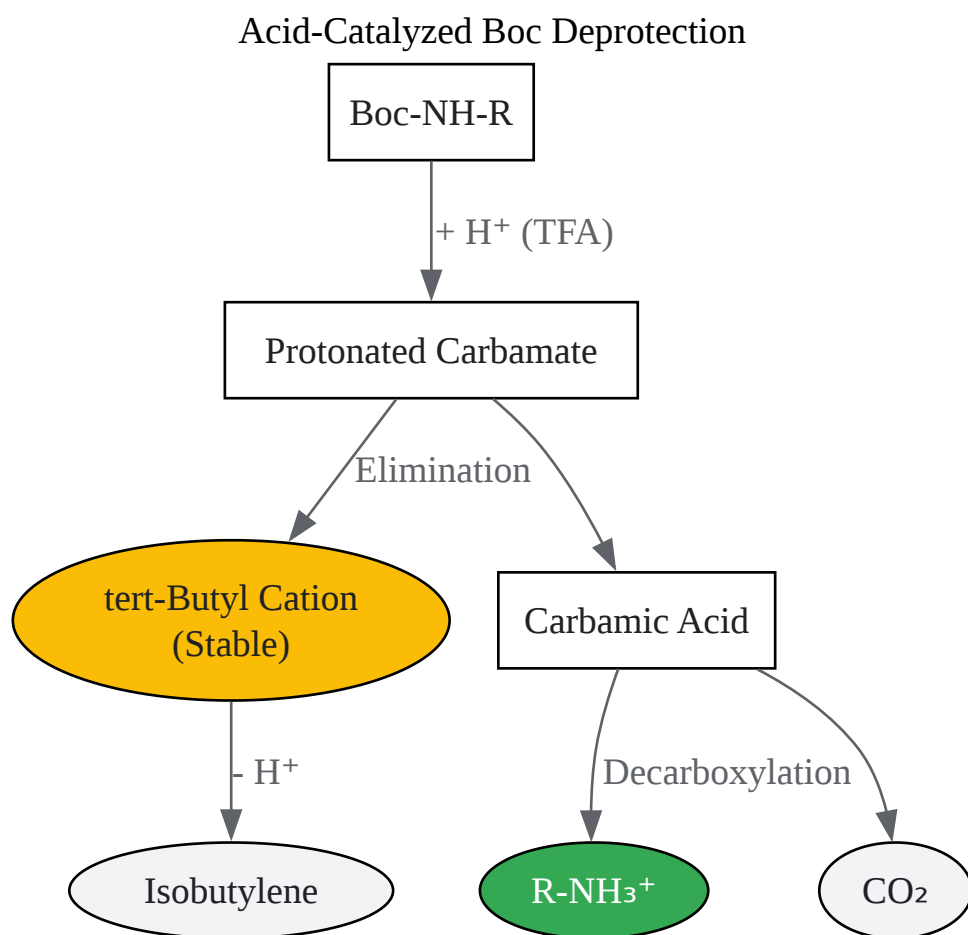 Acid-Catalyzed Boc Deprotection
Boc-NH-R
+ H⁺ (TFA)
Protonated Carbamate
Elimination
tert-Butyl Cation
(Stable)
Carbamic Acid
- H⁺
Decarboxylation
Isobutylene
R-NH₃⁺
CO₂